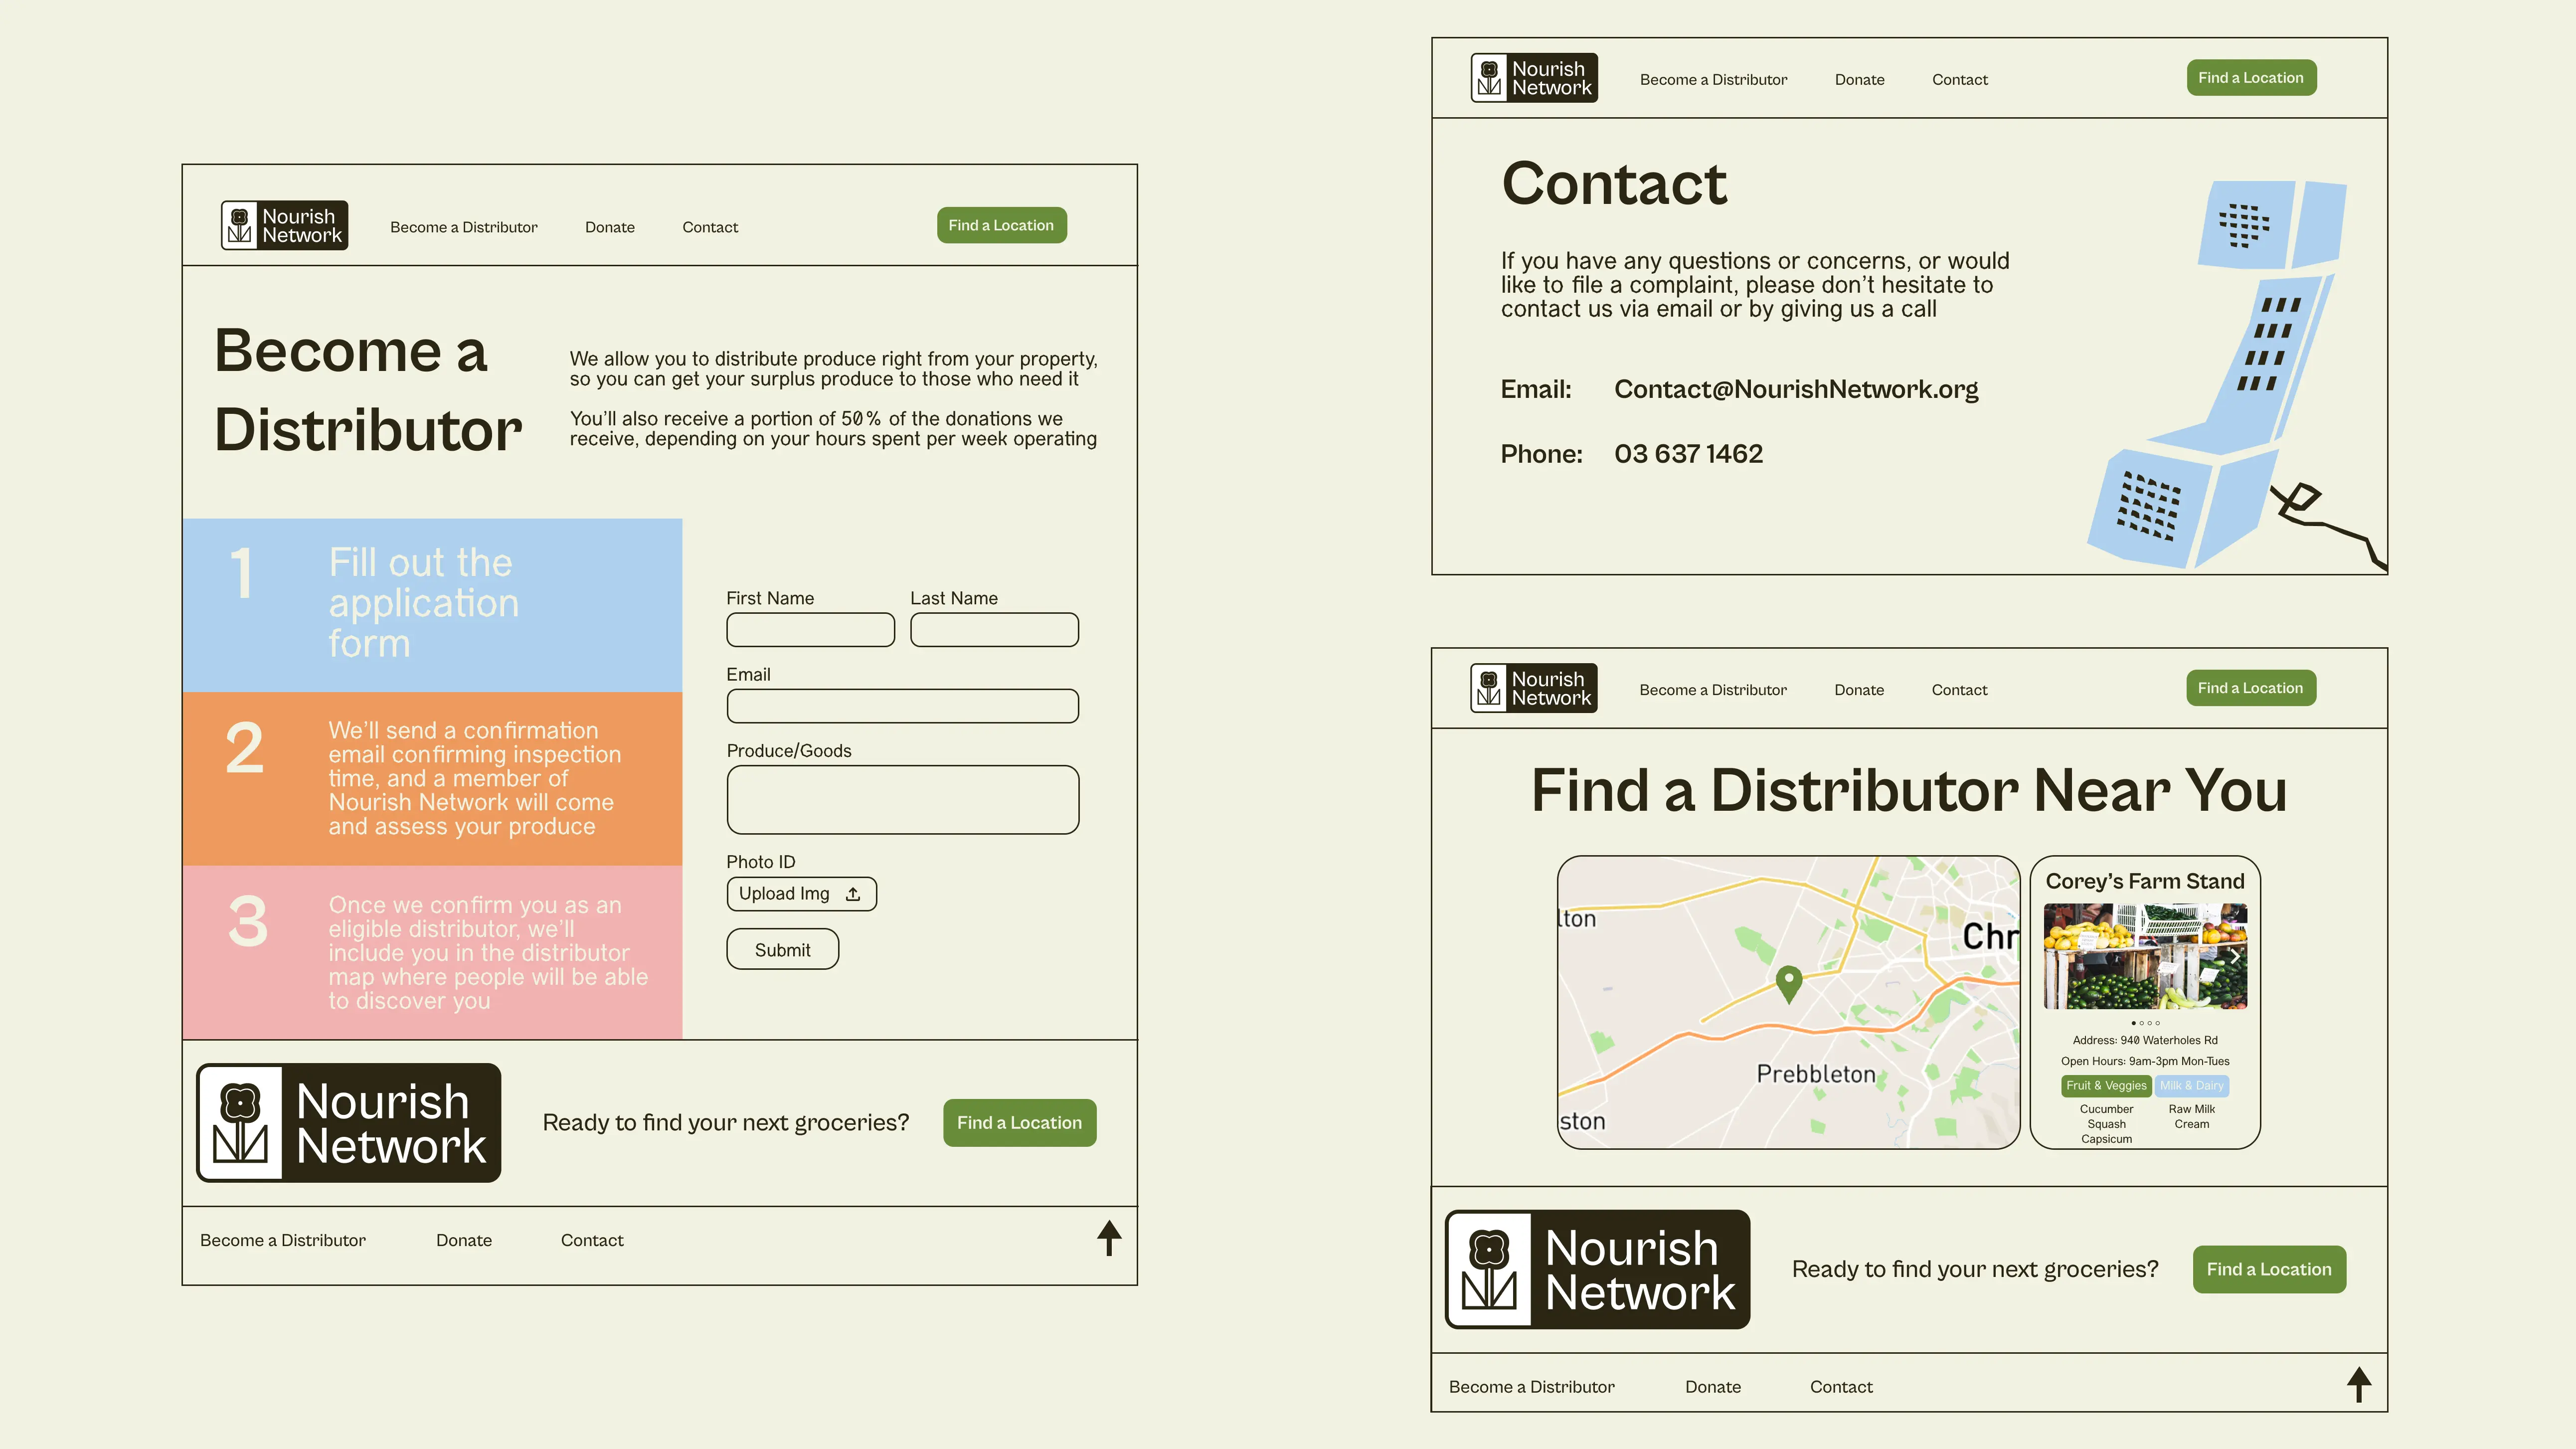 Nourish
Network
Become a Distributor
Donate
Contact
Find a Location
Become a
Distributor
We allow you to distribute produce right from your property,
so you can get your surplus produce to those who need it
You'll also receive a portion of 50% of the donations we
receive, depending on your hours spent per week operating
1
Fill out the
application
form
2
We'll send a confirmation
email confirming inspection
time, and a member of
Nourish Network will come
and assess your produce
3
Once we confirm you as an
eligible distributor, we'll
include you in the distributor
map where people will be able
to discover you
First Name
Last Name
Email
Produce/Goods
Photo ID
Upload Img
Submit
Nourish
Network
Ready to find your next groceries?
Find a Location
Become a Distributor
Donate
Contact
Nourish
Network
Become a Distributor
Donate
Contact
Find a Location
Contact
If you have any questions or concerns, or would
like to file a complaint, please don't hesitate to
contact us via email or by giving us a call
Email: Contact@NourishNetwork.org
Phone: 03 637 1462
Nourish
Network
Become a Distributor
Donate
Contact
Find a Location
Find a Distributor Near You
lton
Chr
Prebbleton
ston
Corey's Farm Stand
Address: 940 Waterholes Rd
Open Hours: 9am-3pm Mon-Tues
Fruit & Veggies
Milk & Dairy
Cucumber
Squash
Capsicum
Raw Milk
Cream
Nourish
Network
Ready to find your next groceries?
Find a Location
Become a Distributor
Donate
Contact